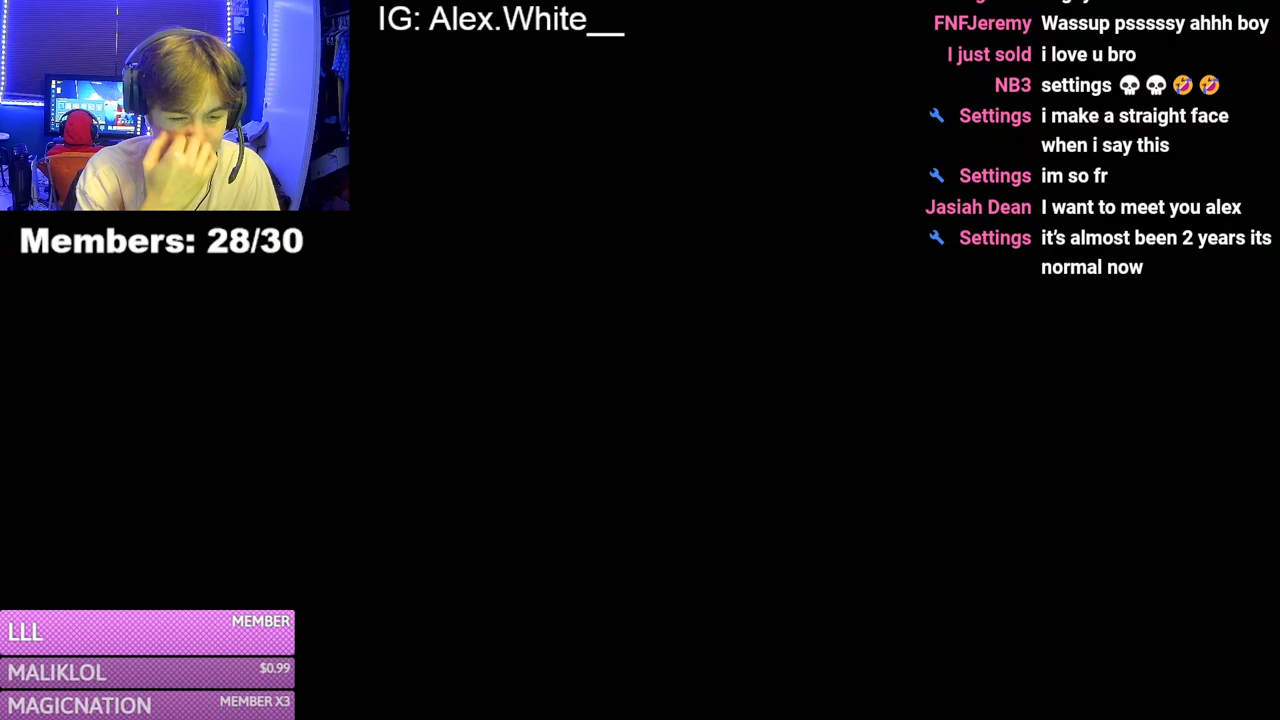 IG: Alex.White__
FNFJeremy Wassup psssssy ahhh boy
I just sold i love u bro
NB3 settings 💀 💀 🤣 🤣
Settings i make a straight face
when i say this
Settings im so fr
Jasiah Dean I want to meet you alex
Settings it's almost been 2 years its
normal now
Members: 28/30
LLL MEMBER
MALIKLOL $0.99
MAGICNATION MEMBER X3